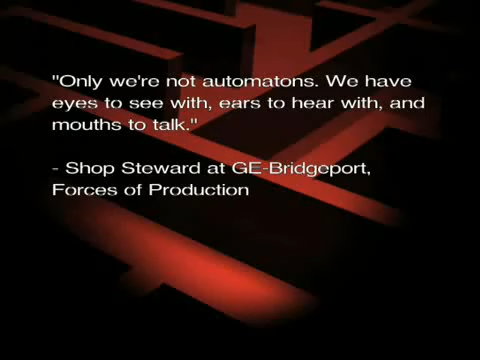 "Only we're not automatons. We have
eyes to see with, ears to hear with, and
mouths to talk."
- Shop Steward at GE-Bridgeport,
Forces of Production